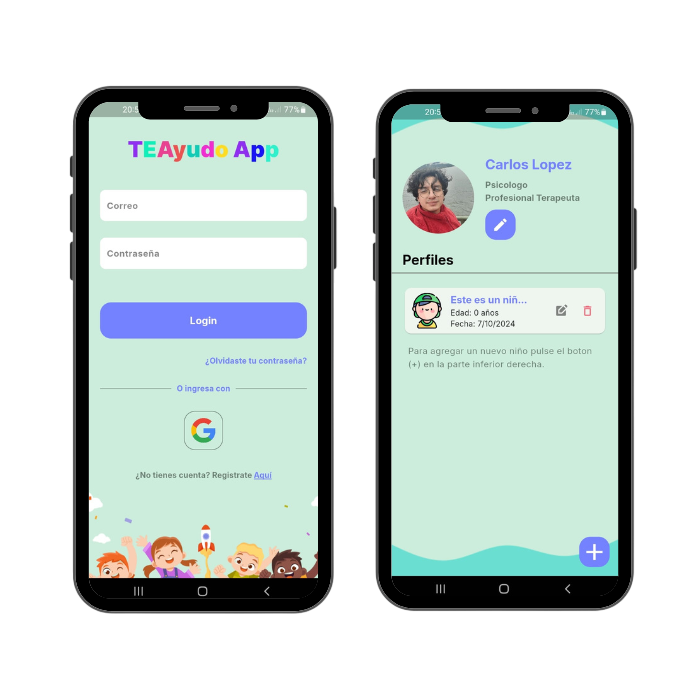 20:5
77%
TEAyudo App
Correo
Contraseña
Login
¿Olvidaste tu contraseña?
O ingresa con
G
¿No tienes cuenta? Registrate Aquí
20:5
77%
Carlos Lopez
Psicologo
Profesional Terapeuta
Perfiles
Este es un niñ...
Edad: 0 años
Fecha: 7/10/2024
Para agregar un nuevo niño pulse el boton
(+) en la parte inferior derecha.